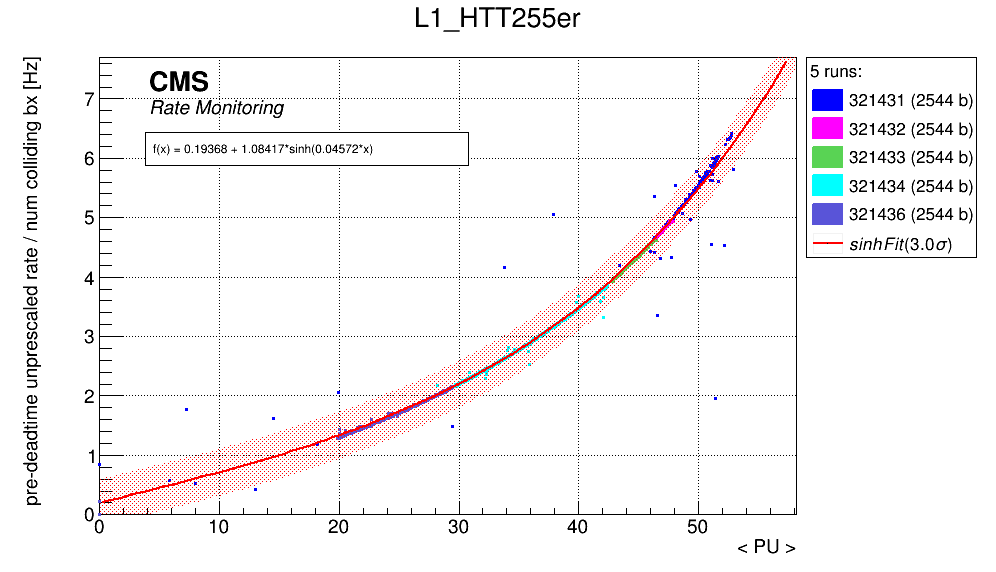 L1_HTT255er
pre-deadtime unprescaled rate / num colliding bx [Hz]
CMS
Rate Monitoring
f(x) = 0.19368 + 1.08417*sinh(0.04572*x)
7
6
5
4
3
2
1
0
0 10 20 30 40 50
< PU >
5 runs:
321431 (2544 b)
321432 (2544 b)
321433 (2544 b)
321434 (2544 b)
321436 (2544 b)
sinhFit(3.0σ)